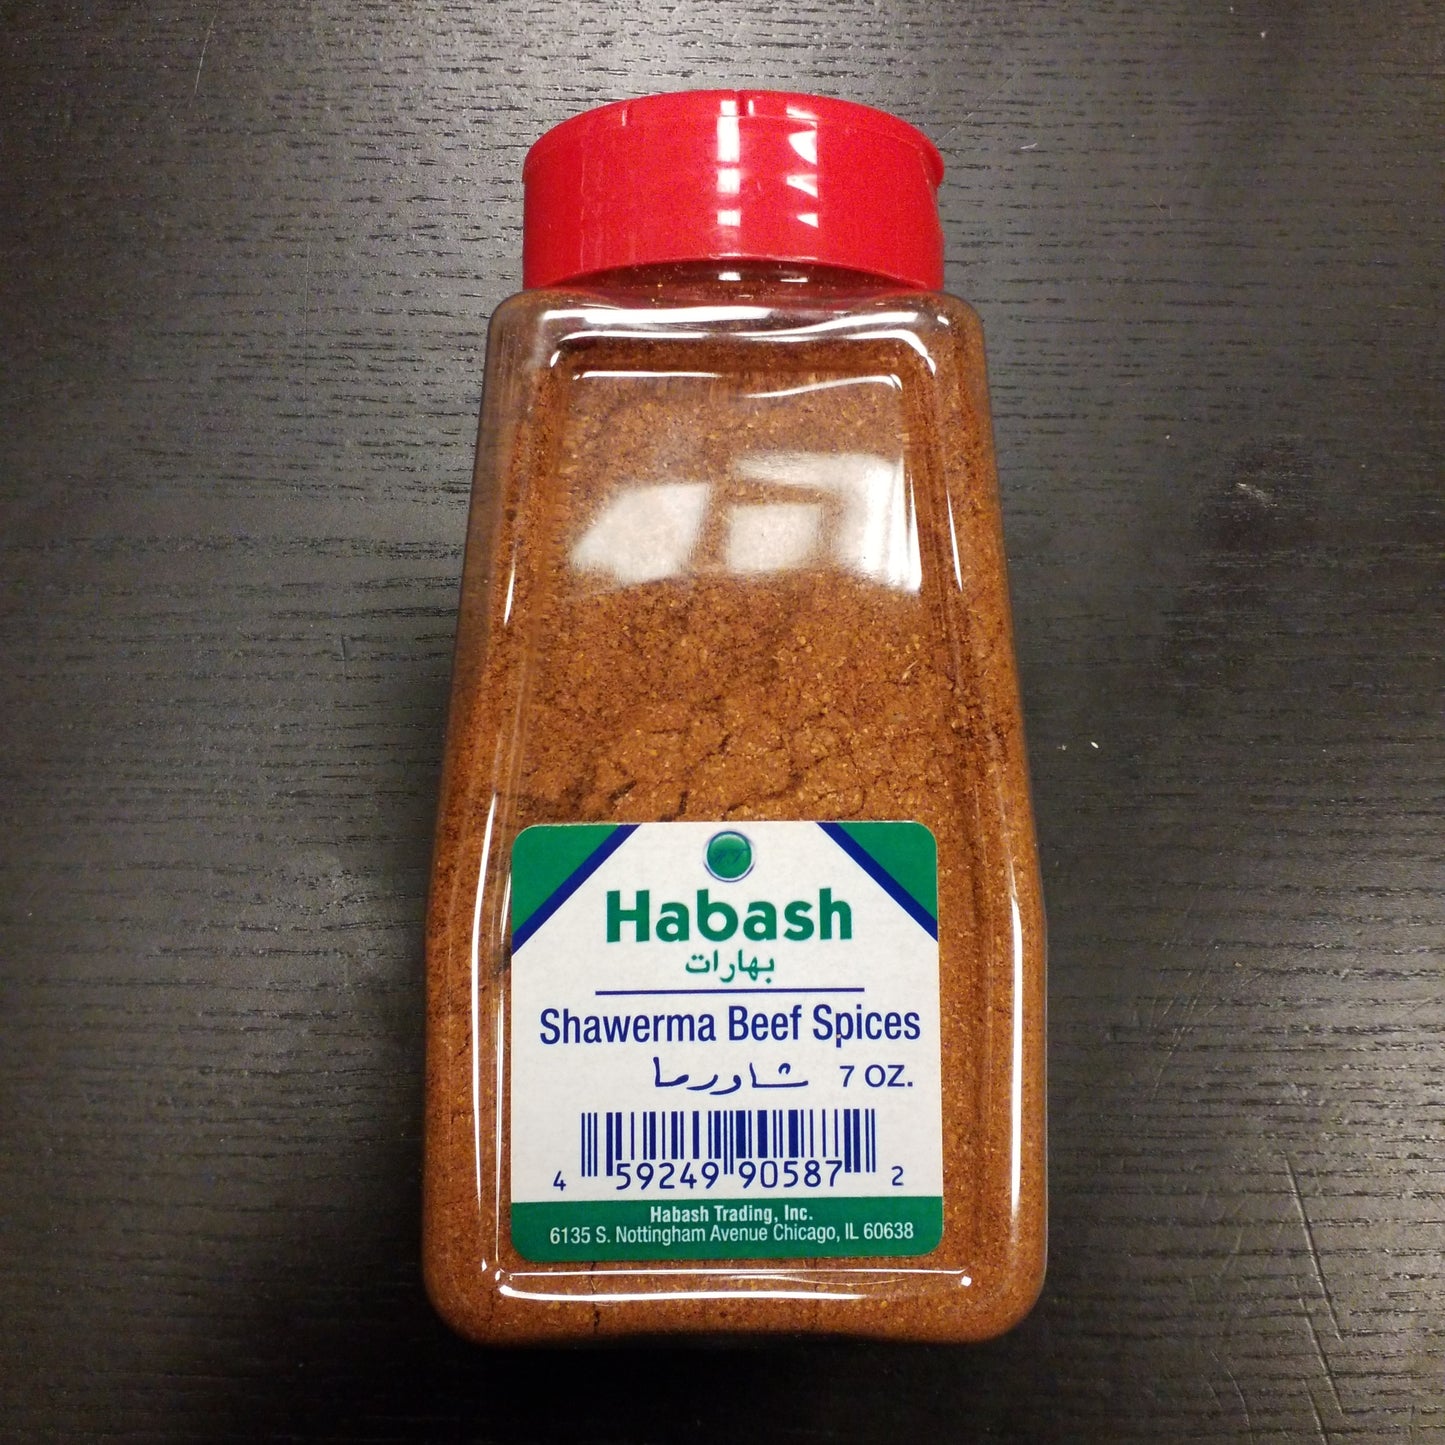 Habash
بهارات
Shawerma Beef Spices
شاورما 7 OZ.
4 59249 90587 2
Habash Trading, Inc.
6135 S. Nottingham Avenue Chicago, IL 60638